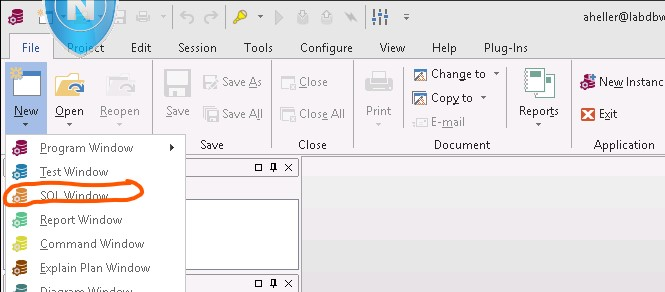 aheller@labdbw
File Project Debug Session Tools Configure View Help Plug-Ins
New Open Reopen Save Save As Save All Close Close All Print Change to Copy to E-mail Reports New Instanc Exit
Save Close Document Application
Program Window
Test Window
SQL Window
Report Window
Command Window
Explain Plan Window
Diagram Window